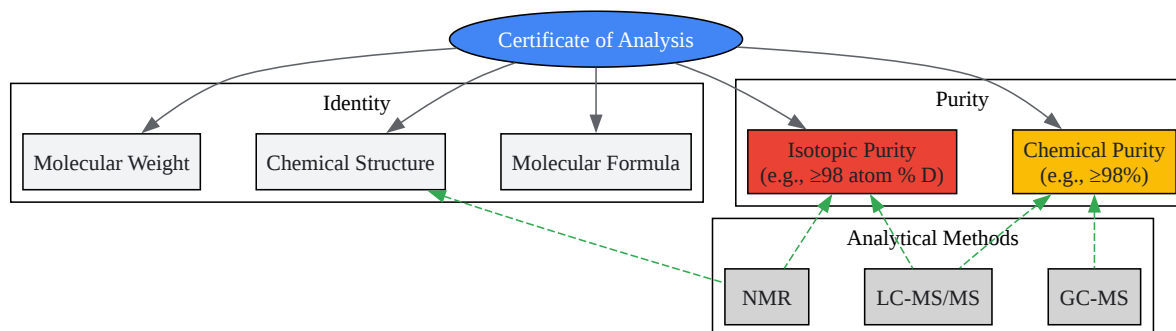 Certificate of Analysis
Identity
Purity
Molecular Weight
Chemical Structure
Molecular Formula
Isotopic Purity
(e.g., ≥98 atom % D)
Chemical Purity
(e.g., ≥98%)
Analytical Methods
NMR
LC-MS/MS
GC-MS